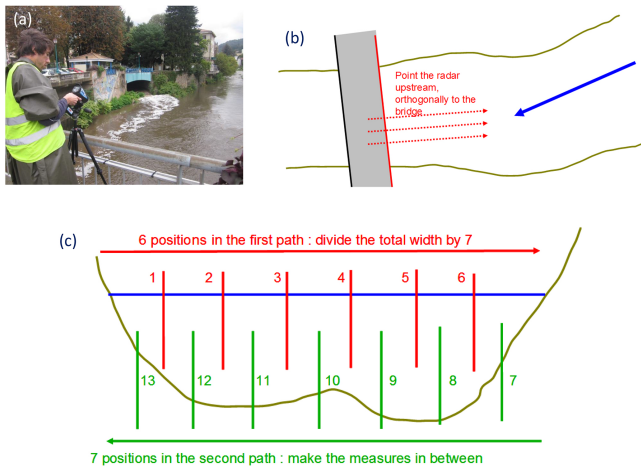 (a)
(b)
Point the radar
upstream,
orthogonally to the
bridge
(c)
6 positions in the first path : divide the total width by 7
1 2 3 4 5 6
13 12 11 10 9 8 7
7 positions in the second path : make the measures in between